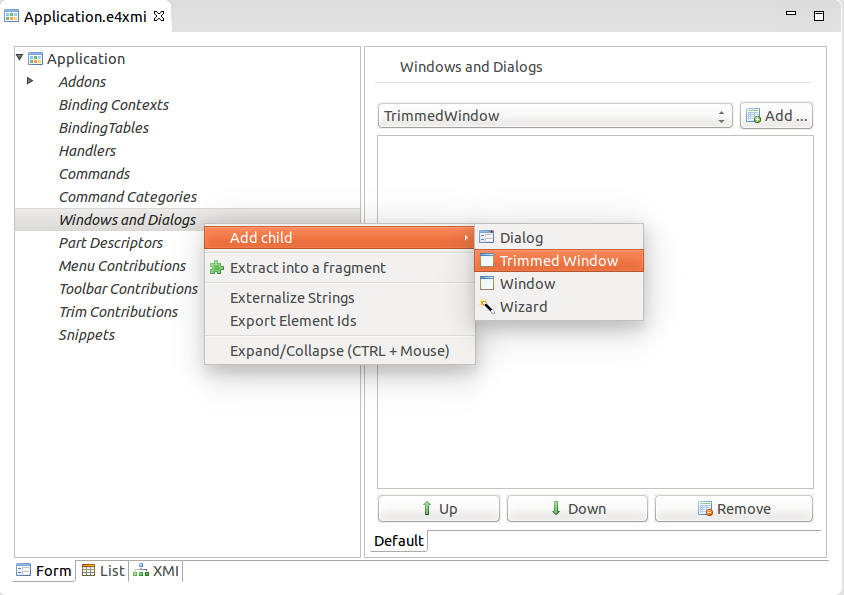 Application.e4xmi
Application
Addons
Binding Contexts
BindingTables
Handlers
Commands
Command Categories
Windows and Dialogs
Part Descriptors
Menu Contributions
Toolbar Contributions
Trim Contributions
Snippets
Windows and Dialogs
TrimmedWindow
Add ...
Add child
Extract into a fragment
Externalize Strings
Export Element Ids
Expand/Collapse (CTRL + Mouse)
Dialog
Trimmed Window
Window
Wizard
Up
Down
Remove
Default
Form
List
XMI